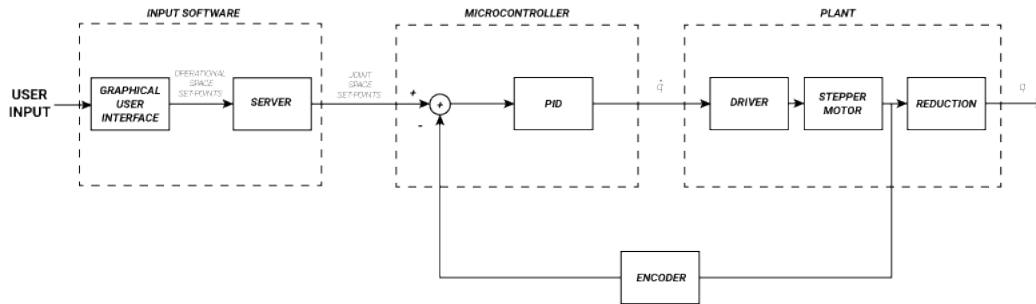 INPUT SOFTWARE
MICROCONTROLLER
PLANT
OPERATIONAL
SPACE
SET-POINTS
JOINT
SPACE
SET-POINTS
USER
INPUT
GRAPHICAL
USER
INTERFACE
SERVER
+
+
-
PID
q̇
DRIVER
STEPPER
MOTOR
REDUCTION
q
ENCODER